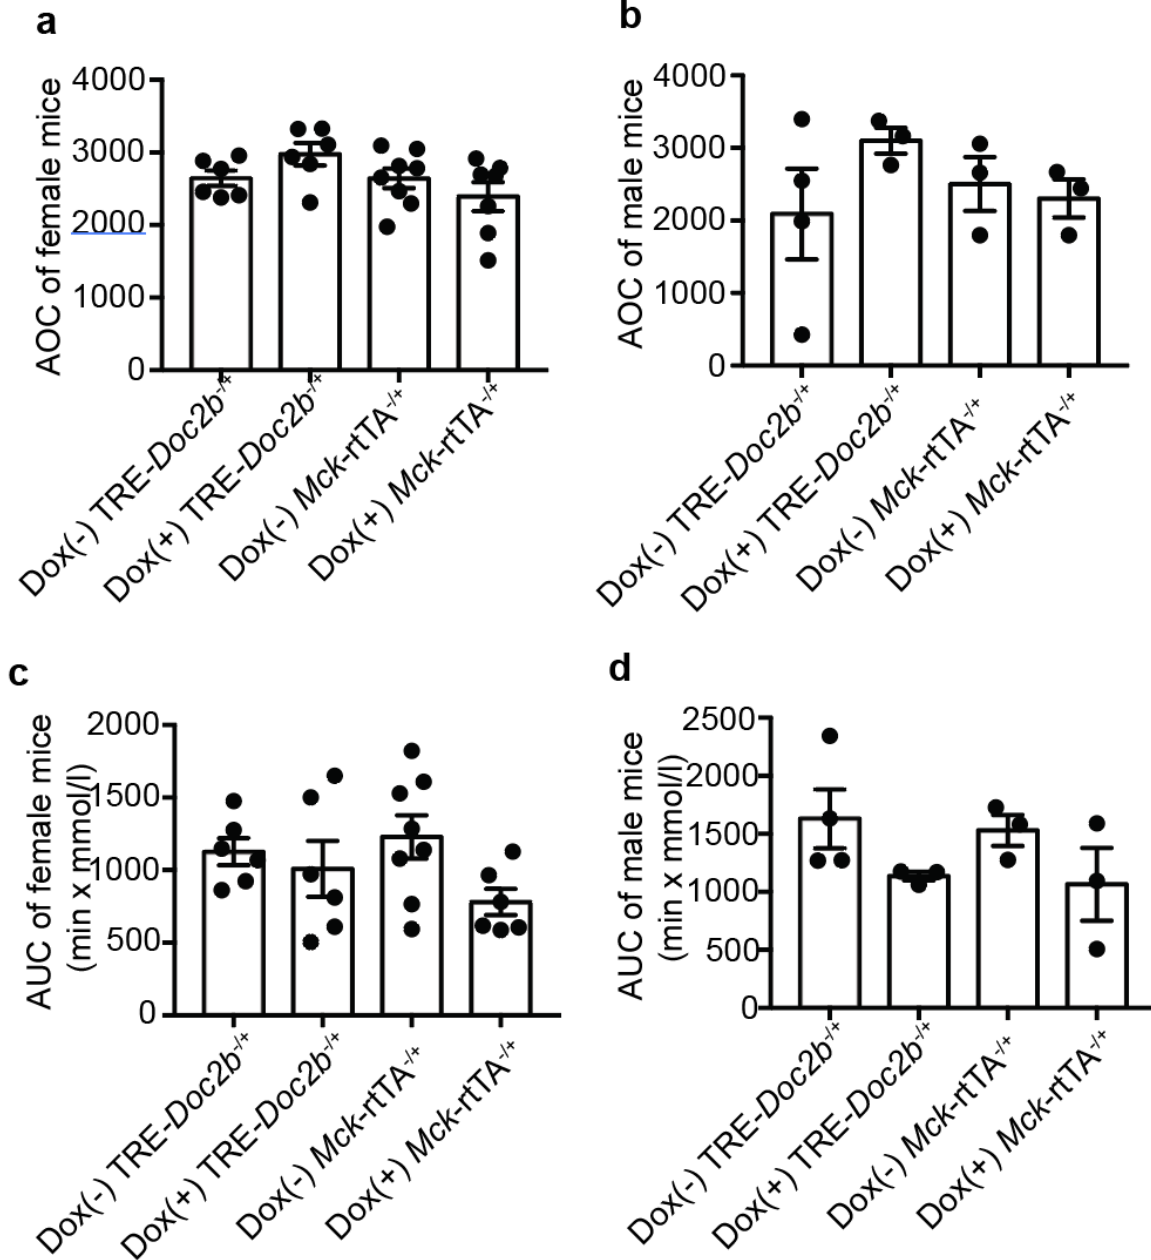 a
AOC of female mice
4000
3000
2000
1000
0
Dox(-) TRE-Doc2b-/+
Dox(+) TRE-Doc2b-/+
Dox(-) Mck-rtTA-/+
Dox(+) Mck-rtTA-/+
b
AOC of male mice
4000
3000
2000
1000
0
Dox(-) TRE-Doc2b-/+
Dox(+) TRE-Doc2b-/+
Dox(-) Mck-rtTA-/+
Dox(+) Mck-rtTA-/+
c
AUC of female mice
(min x mmol/l)
2000
1500
1000
500
0
Dox(-) TRE-Doc2b-/+
Dox(+) TRE-Doc2b-/+
Dox(-) Mck-rtTA-/+
Dox(+) Mck-rtTA-/+
d
AUC of male mice
(min x mmol/l)
2500
2000
1500
1000
500
0
Dox(-) TRE-Doc2b-/+
Dox(+) TRE-Doc2b-/+
Dox(-) Mck-rtTA-/+
Dox(+) Mck-rtTA-/+